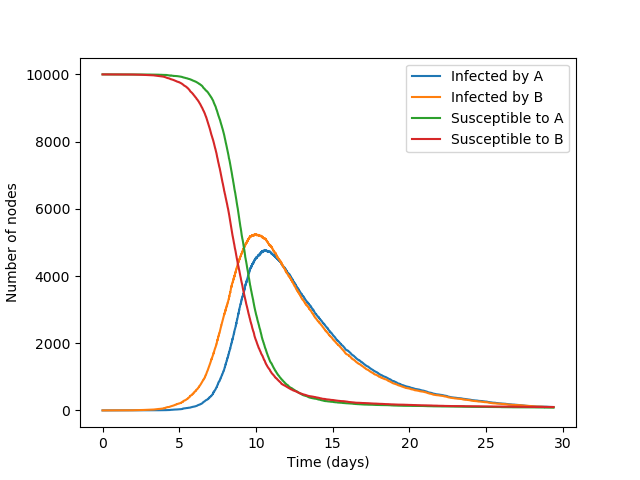 10000
8000
6000
4000
2000
0
Number of nodes
Infected by A
Infected by B
Susceptible to A
Susceptible to B
0 5 10 15 20 25 30
Time (days)